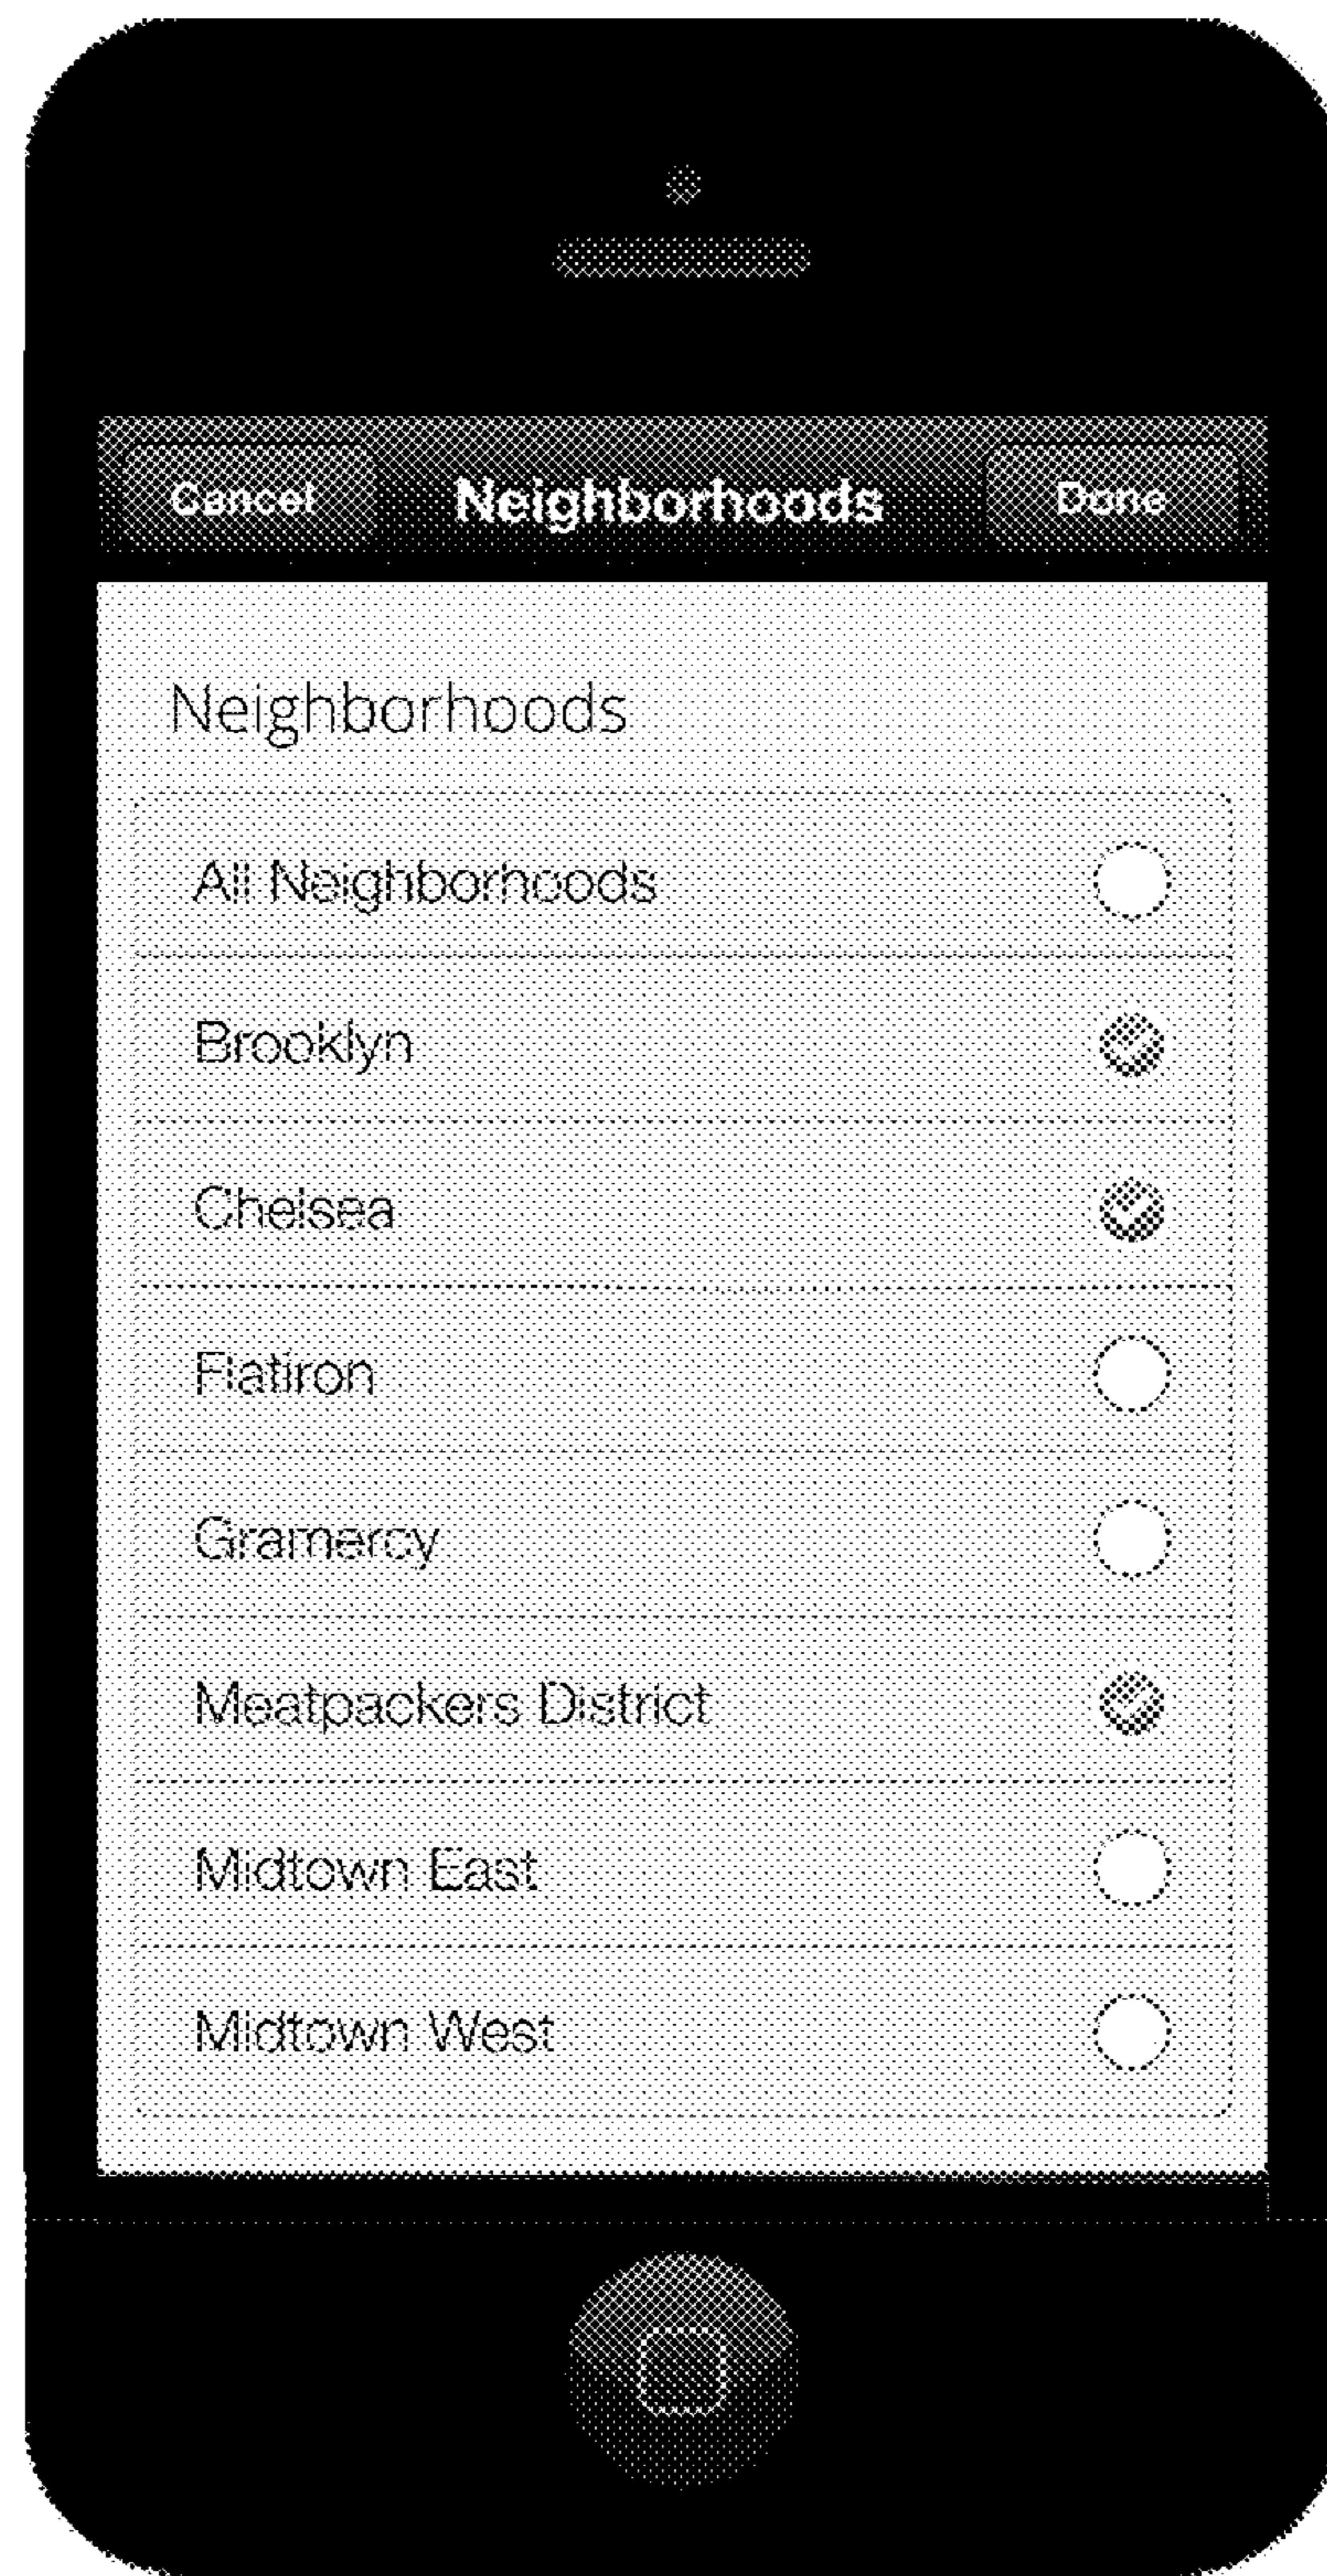 Cancel Neighborhoods Done
Neighborhoods
All Neighborhoods
Brooklyn
Chelsea
Flatiron
Gramercy
Meatpackers District
Midtown East
Midtown West